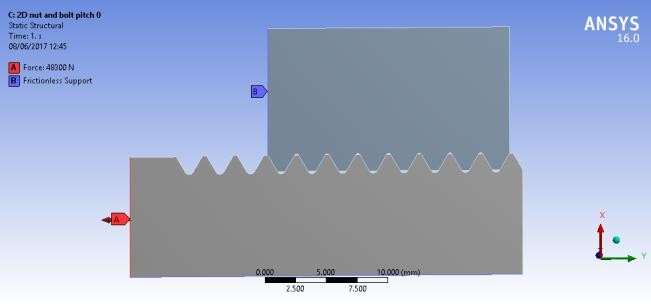 C: 2D nut and bolt pitch 0
Static Structural
Time: 1. s
08/06/2017 12:45
A Force: 48300 N
B Frictionless Support
ANSYS
16.0
B
A
0.000 5.000 10.000 (mm)
2.500 7.500
X
Y